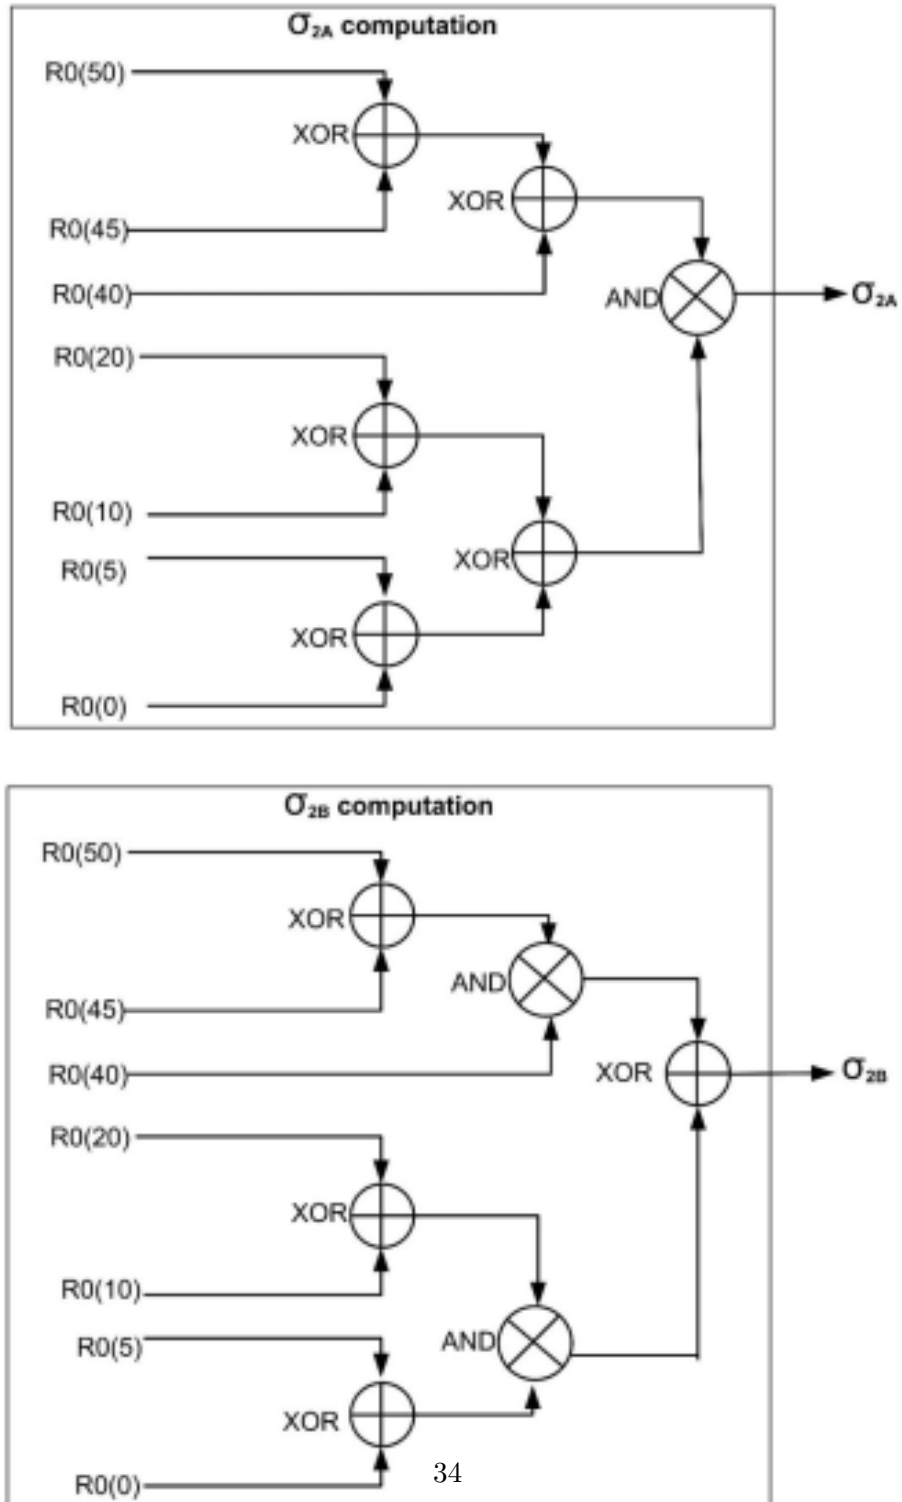 σ2A computation
R0(50)
XOR
R0(45)
XOR
R0(40)
AND
σ2A
R0(20)
XOR
R0(10)
R0(5)
XOR
XOR
R0(0)
σ2B computation
R0(50)
XOR
AND
R0(45)
R0(40)
XOR
σ2B
R0(20)
XOR
R0(10)
R0(5)
AND
XOR
R0(0)
34